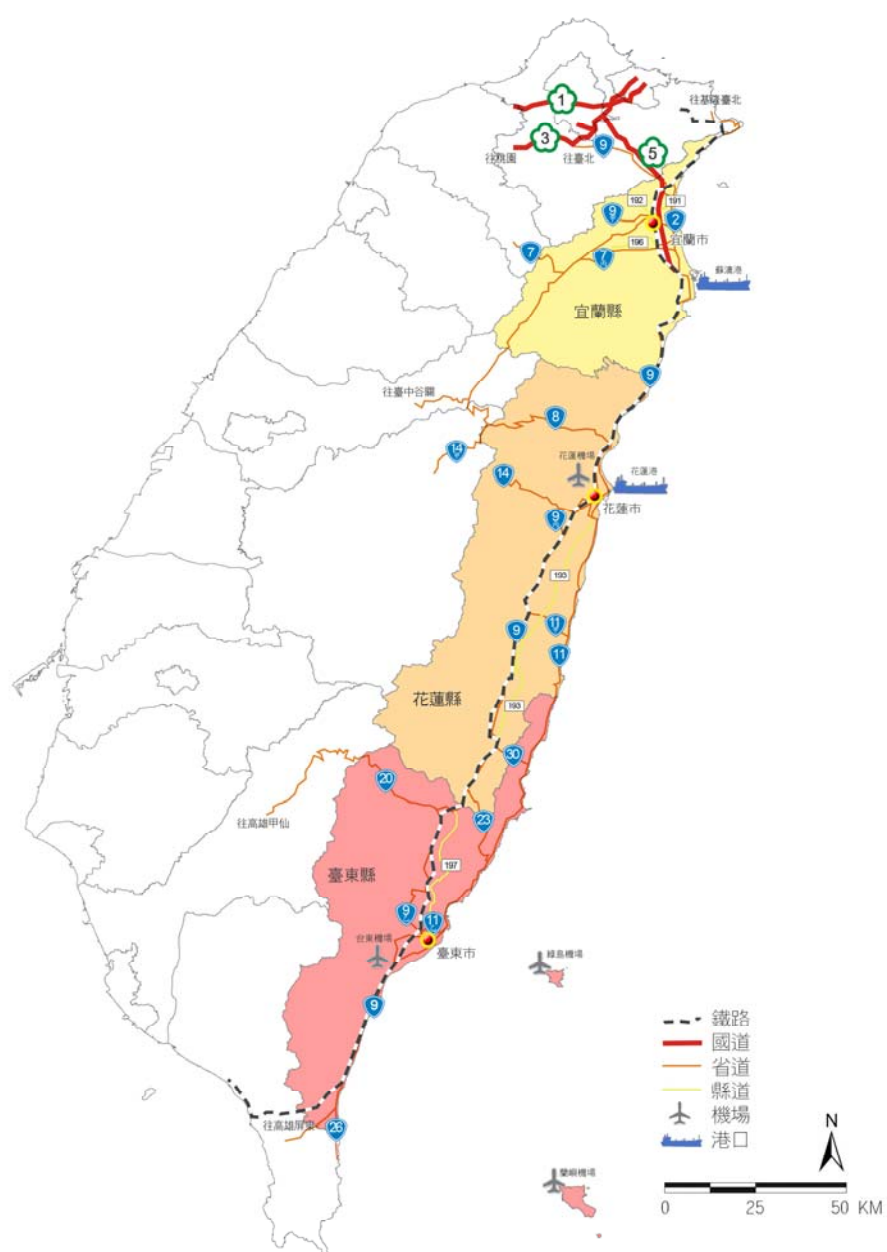 往基隆臺北
1
3
5
往桃園
往臺北
9
192
191
9
2
宜蘭市
196
7
7
蘇澳港
宜蘭縣
9
往臺中谷關
8
14
花蓮機場
花蓮港
14
花蓮市
9
193
11
9
11
花蓮縣
193
30
20
23
往高雄甲仙
197
臺東縣
9
11
台東機場
臺東市
綠島機場
9
鐵路
國道
省道
縣道
機場
港口
往高雄屏東
26
N
蘭嶼機場
0 25 50 KM